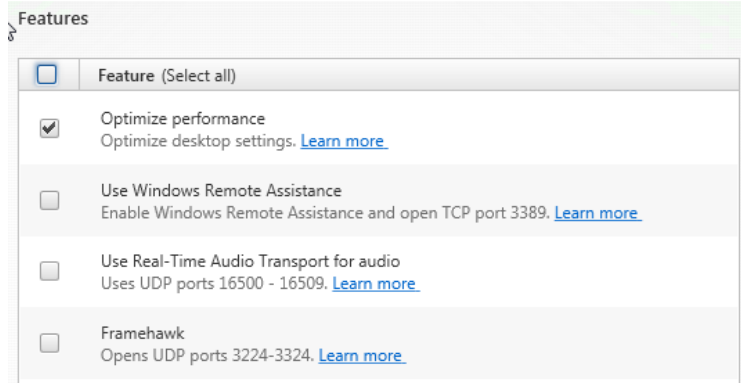 Features
Feature (Select all)
Optimize performance
Optimize desktop settings. Learn more
Use Windows Remote Assistance
Enable Windows Remote Assistance and open TCP port 3389. Learn more
Use Real-Time Audio Transport for audio
Uses UDP ports 16500 - 16509. Learn more
Framehawk
Opens UDP ports 3224-3324. Learn more